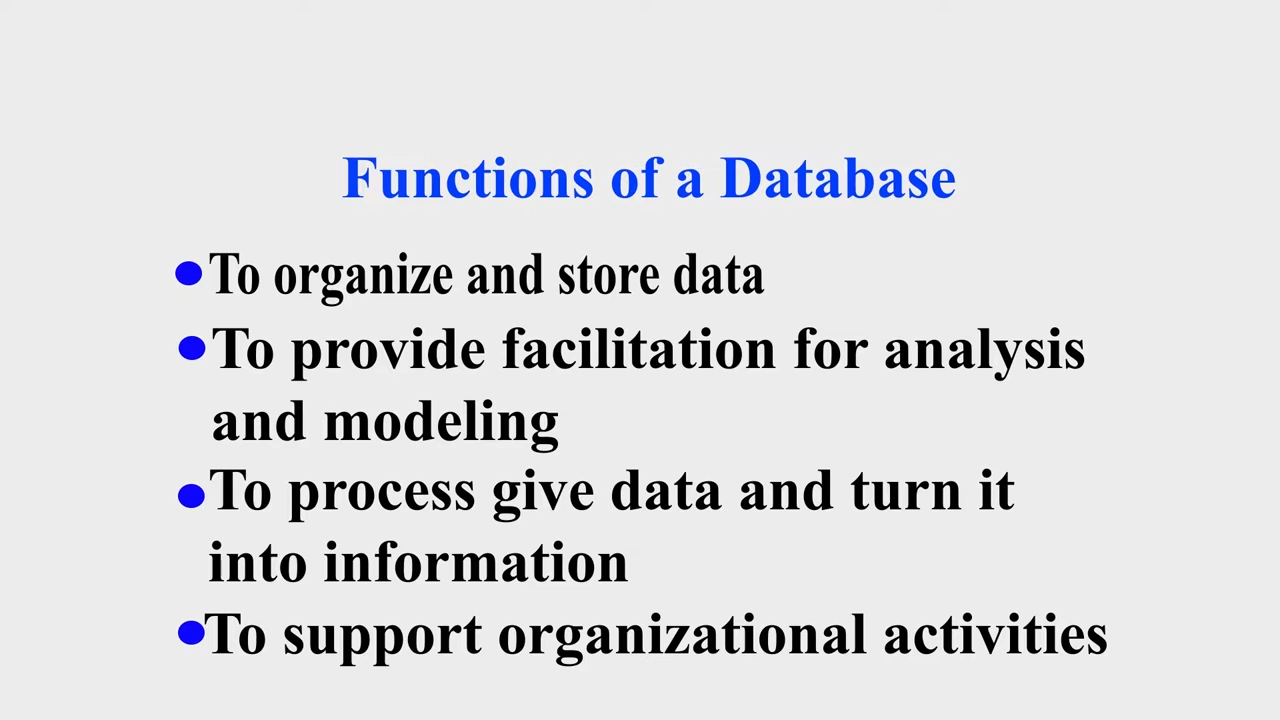 Functions of a Database
•To organize and store data
•To provide facilitation for analysis
and modeling
•To process give data and turn it
into information
•To support organizational activities